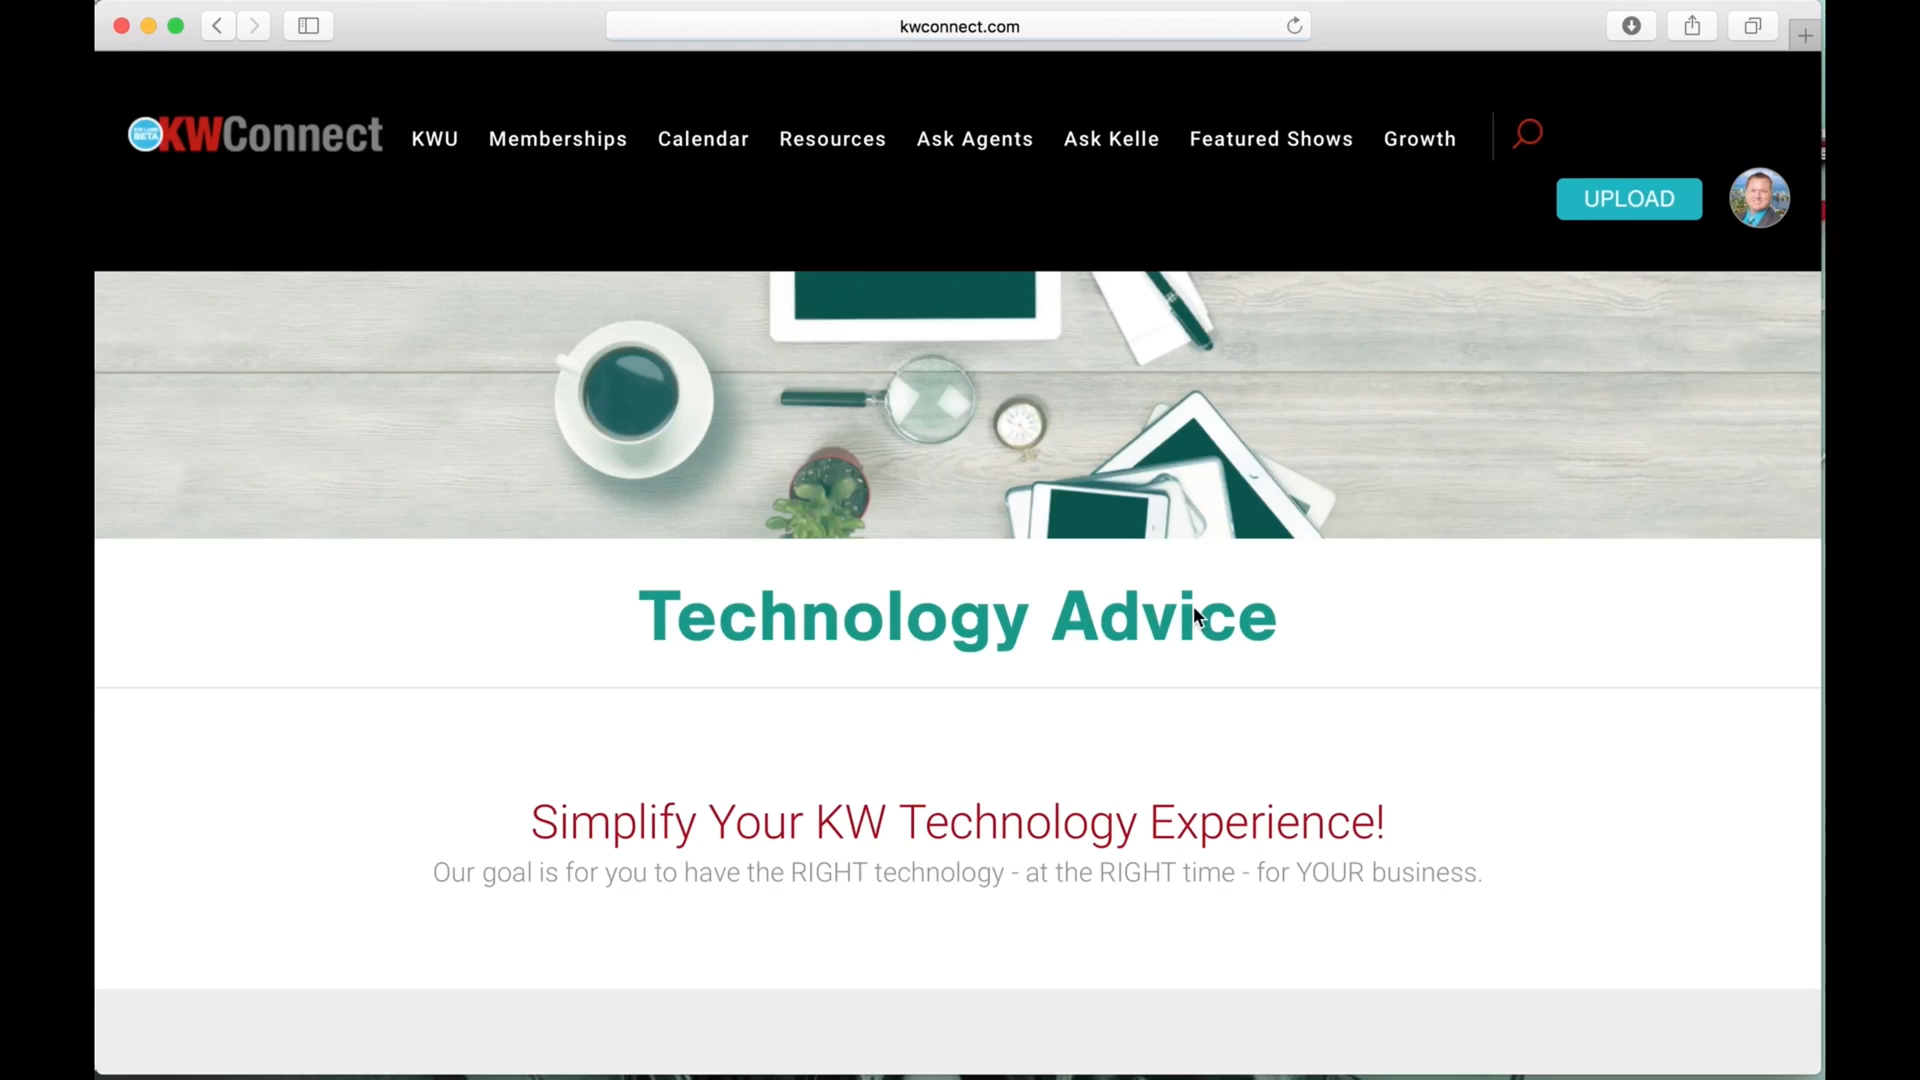 kwconnect.com
KWConnect
KWU Memberships Calendar Resources Ask Agents Ask Kelle Featured Shows Growth
UPLOAD
Technology Advice
Simplify Your KW Technology Experience!
Our goal is for you to have the RIGHT technology - at the RIGHT time - for YOUR business.